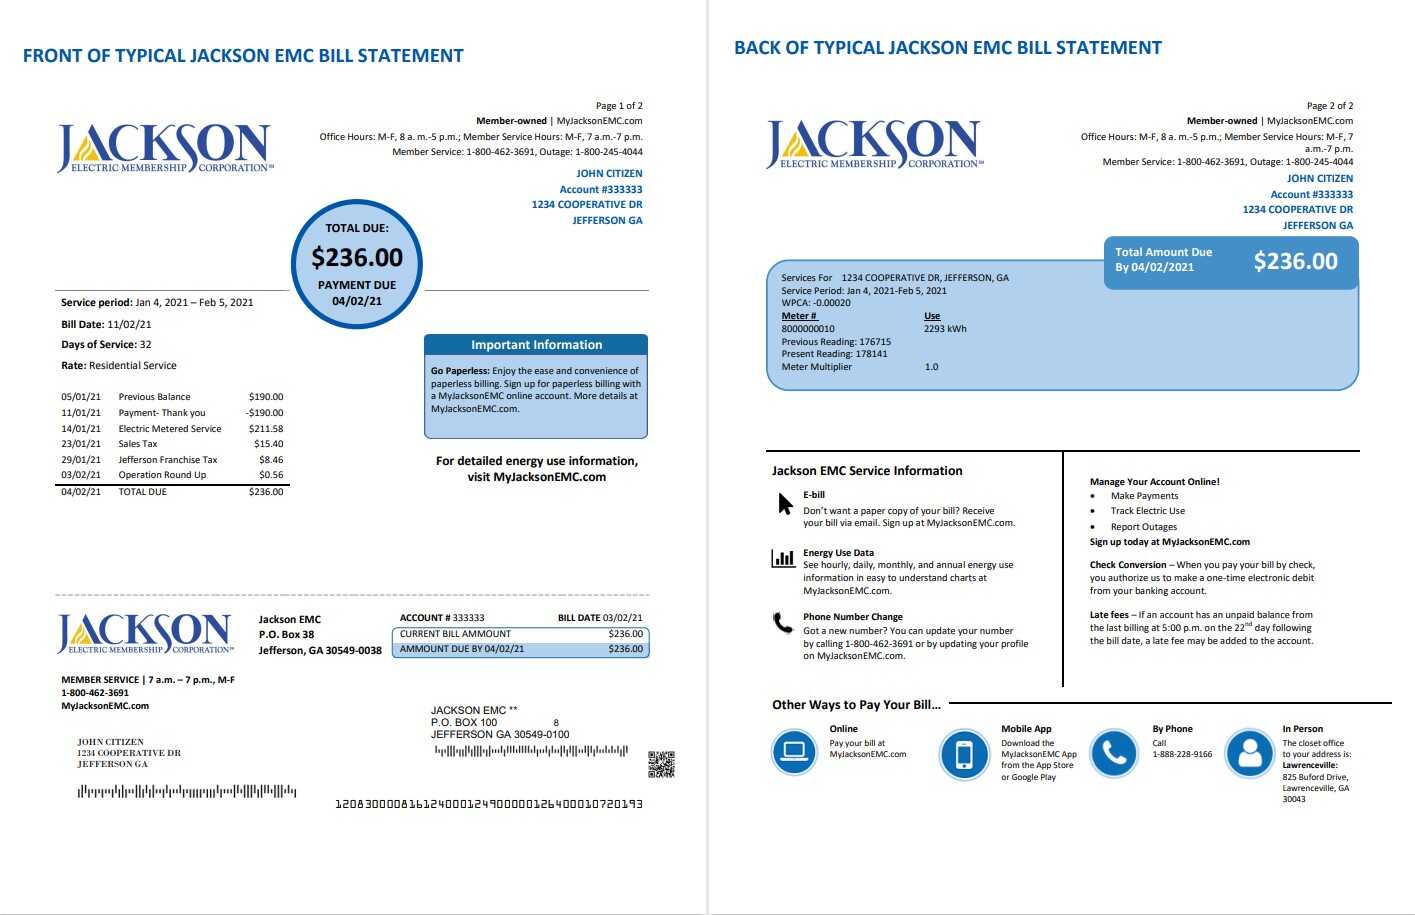 FRONT OF TYPICAL JACKSON EMC BILL STATEMENT
Page 1 of 2
Member-owned | MyJacksonEMC.com
Office Hours: M-F, 8 a. m.-5 p.m.; Member Service Hours: M-F, 7 a.m.-7 p.m.
Member Service: 1-800-462-3691, Outage: 1-800-245-4044
JACKSON
ELECTRIC MEMBERSHIP CORPORATION℠
JOHN CITIZEN
Account #333333
1234 COOPERATIVE DR
JEFFERSON GA
TOTAL DUE:
$236.00
PAYMENT DUE
04/02/21
Service period: Jan 4, 2021 – Feb 5, 2021
Bill Date: 11/02/21
Days of Service: 32
Rate: Residential Service
05/01/21 Previous Balance $190.00
11/01/21 Payment- Thank you -$190.00
14/01/21 Electric Metered Service $211.58
23/01/21 Sales Tax $15.40
29/01/21 Jefferson Franchise Tax $8.46
03/02/21 Operation Round Up $0.56
04/02/21 TOTAL DUE $236.00
Important Information
Go Paperless: Enjoy the ease and convenience of
paperless billing. Sign up for paperless billing with
a MyJacksonEMC online account. More details at
MyJacksonEMC.com.
For detailed energy use information,
visit MyJacksonEMC.com
JACKSON
ELECTRIC MEMBERSHIP CORPORATION℠
Jackson EMC
P.O. Box 38
Jefferson, GA 30549-0038
ACCOUNT # 333333 BILL DATE 03/02/21
CURRENT BILL AMMOUNT $236.00
AMMOUNT DUE BY 04/02/21 $236.00
MEMBER SERVICE | 7 a.m. – 7 p.m., M-F
1-800-462-3691
MyJacksonEMC.com
JACKSON EMC **
P.O. BOX 100 8
JEFFERSON GA 30549-0100
JOHN CITIZEN
1234 COOPERATIVE DR
JEFFERSON GA
120830000816124000124900000126400010720193
BACK OF TYPICAL JACKSON EMC BILL STATEMENT
Page 2 of 2
Member-owned | MyJacksonEMC.com
Office Hours: M-F, 8 a.m.-5 p.m.; Member Service Hours: M-F, 7
a.m.-7 p.m.
Member Service: 1-800-462-3691, Outage: 1-800-245-4044
JACKSON
ELECTRIC MEMBERSHIP CORPORATION℠
JOHN CITIZEN
Account #333333
1234 COOPERATIVE DR
JEFFERSON GA
Total Amount Due
By 04/02/2021
$236.00
Services For 1234 COOPERATIVE DR, JEFFERSON, GA
Service Period: Jan 4, 2021-Feb 5, 2021
WPCA: -0.00020
Meter # Use
8000000010 2293 kWh
Previous Reading: 176715
Present Reading: 178141
Meter Multiplier 1.0
Jackson EMC Service Information
E-bill
Don't want a paper copy of your bill? Receive
your bill via email. Sign up at MyJacksonEMC.com.
Energy Use Data
See hourly, daily, monthly, and annual energy use
information in easy to understand charts at
MyJacksonEMC.com.
Phone Number Change
Got a new number? You can update your number
by calling 1-800-462-3691 or by updating your profile
on MyJacksonEMC.com.
Manage Your Account Online!
• Make Payments
• Track Electric Use
• Report Outages
Sign up today at MyJacksonEMC.com
Check Conversion – When you pay your bill by check,
you authorize us to make a one-time electronic debit
from your banking account.
Late fees – If an account has an unpaid balance from
the last billing at 5:00 p.m. on the 22nd day following
the bill date, a late fee may be added to the account.
Other Ways to Pay Your Bill...
Online
Pay your bill at
MyJacksonEMC.com
Mobile App
Download the
MyJacksonEMC App
from the App Store
or Google Play
By Phone
Call
1-888-228-9166
In Person
The closet office
to your address is:
Lawrenceville:
825 Buford Drive,
Lawrenceville, GA
30043